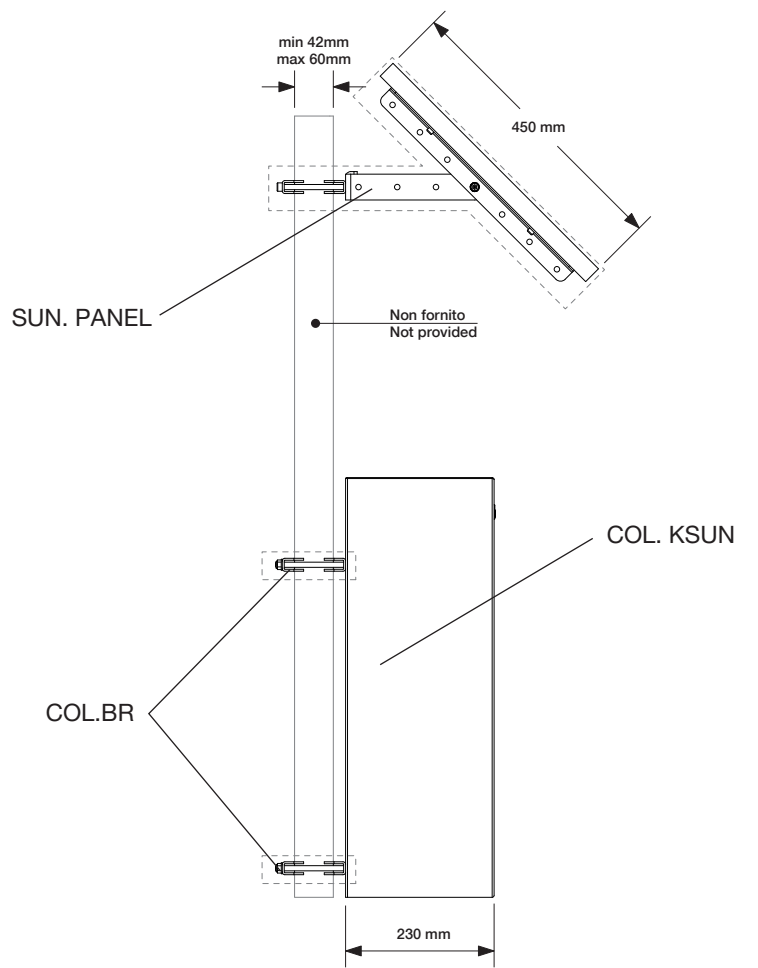 min 42mm
max 60mm
450 mm
SUN. PANEL
Non fornito
Not provided
COL. KSUN
COL.BR
230 mm